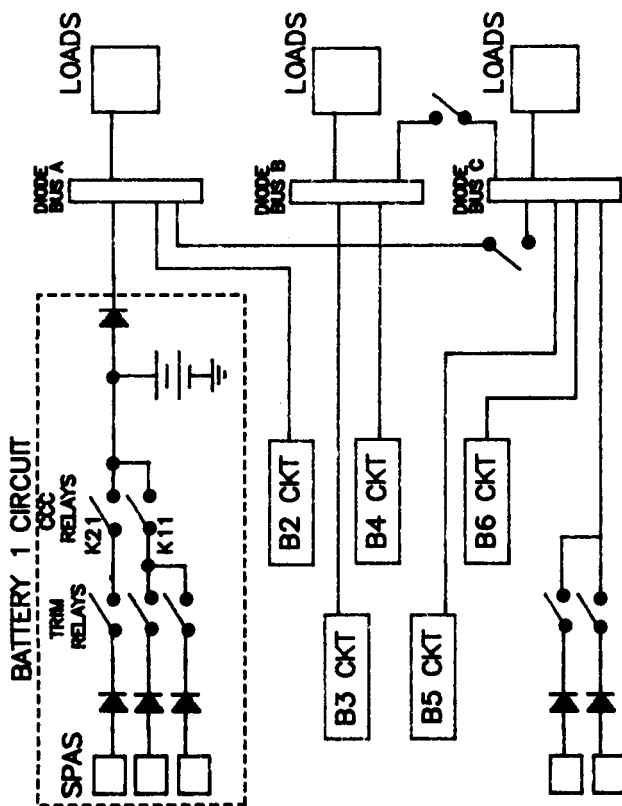 BATTERY 1 CIRCUIT
SPAS
TRIM
RELAYS
CCC
RELAYS
K21
K11
DIODE
BUS A
LOADS
B2 CKT
DIODE
BUS B
LOADS
B3 CKT
B4 CKT
DIODE
BUS C
LOADS
B5 CKT
B6 CKT